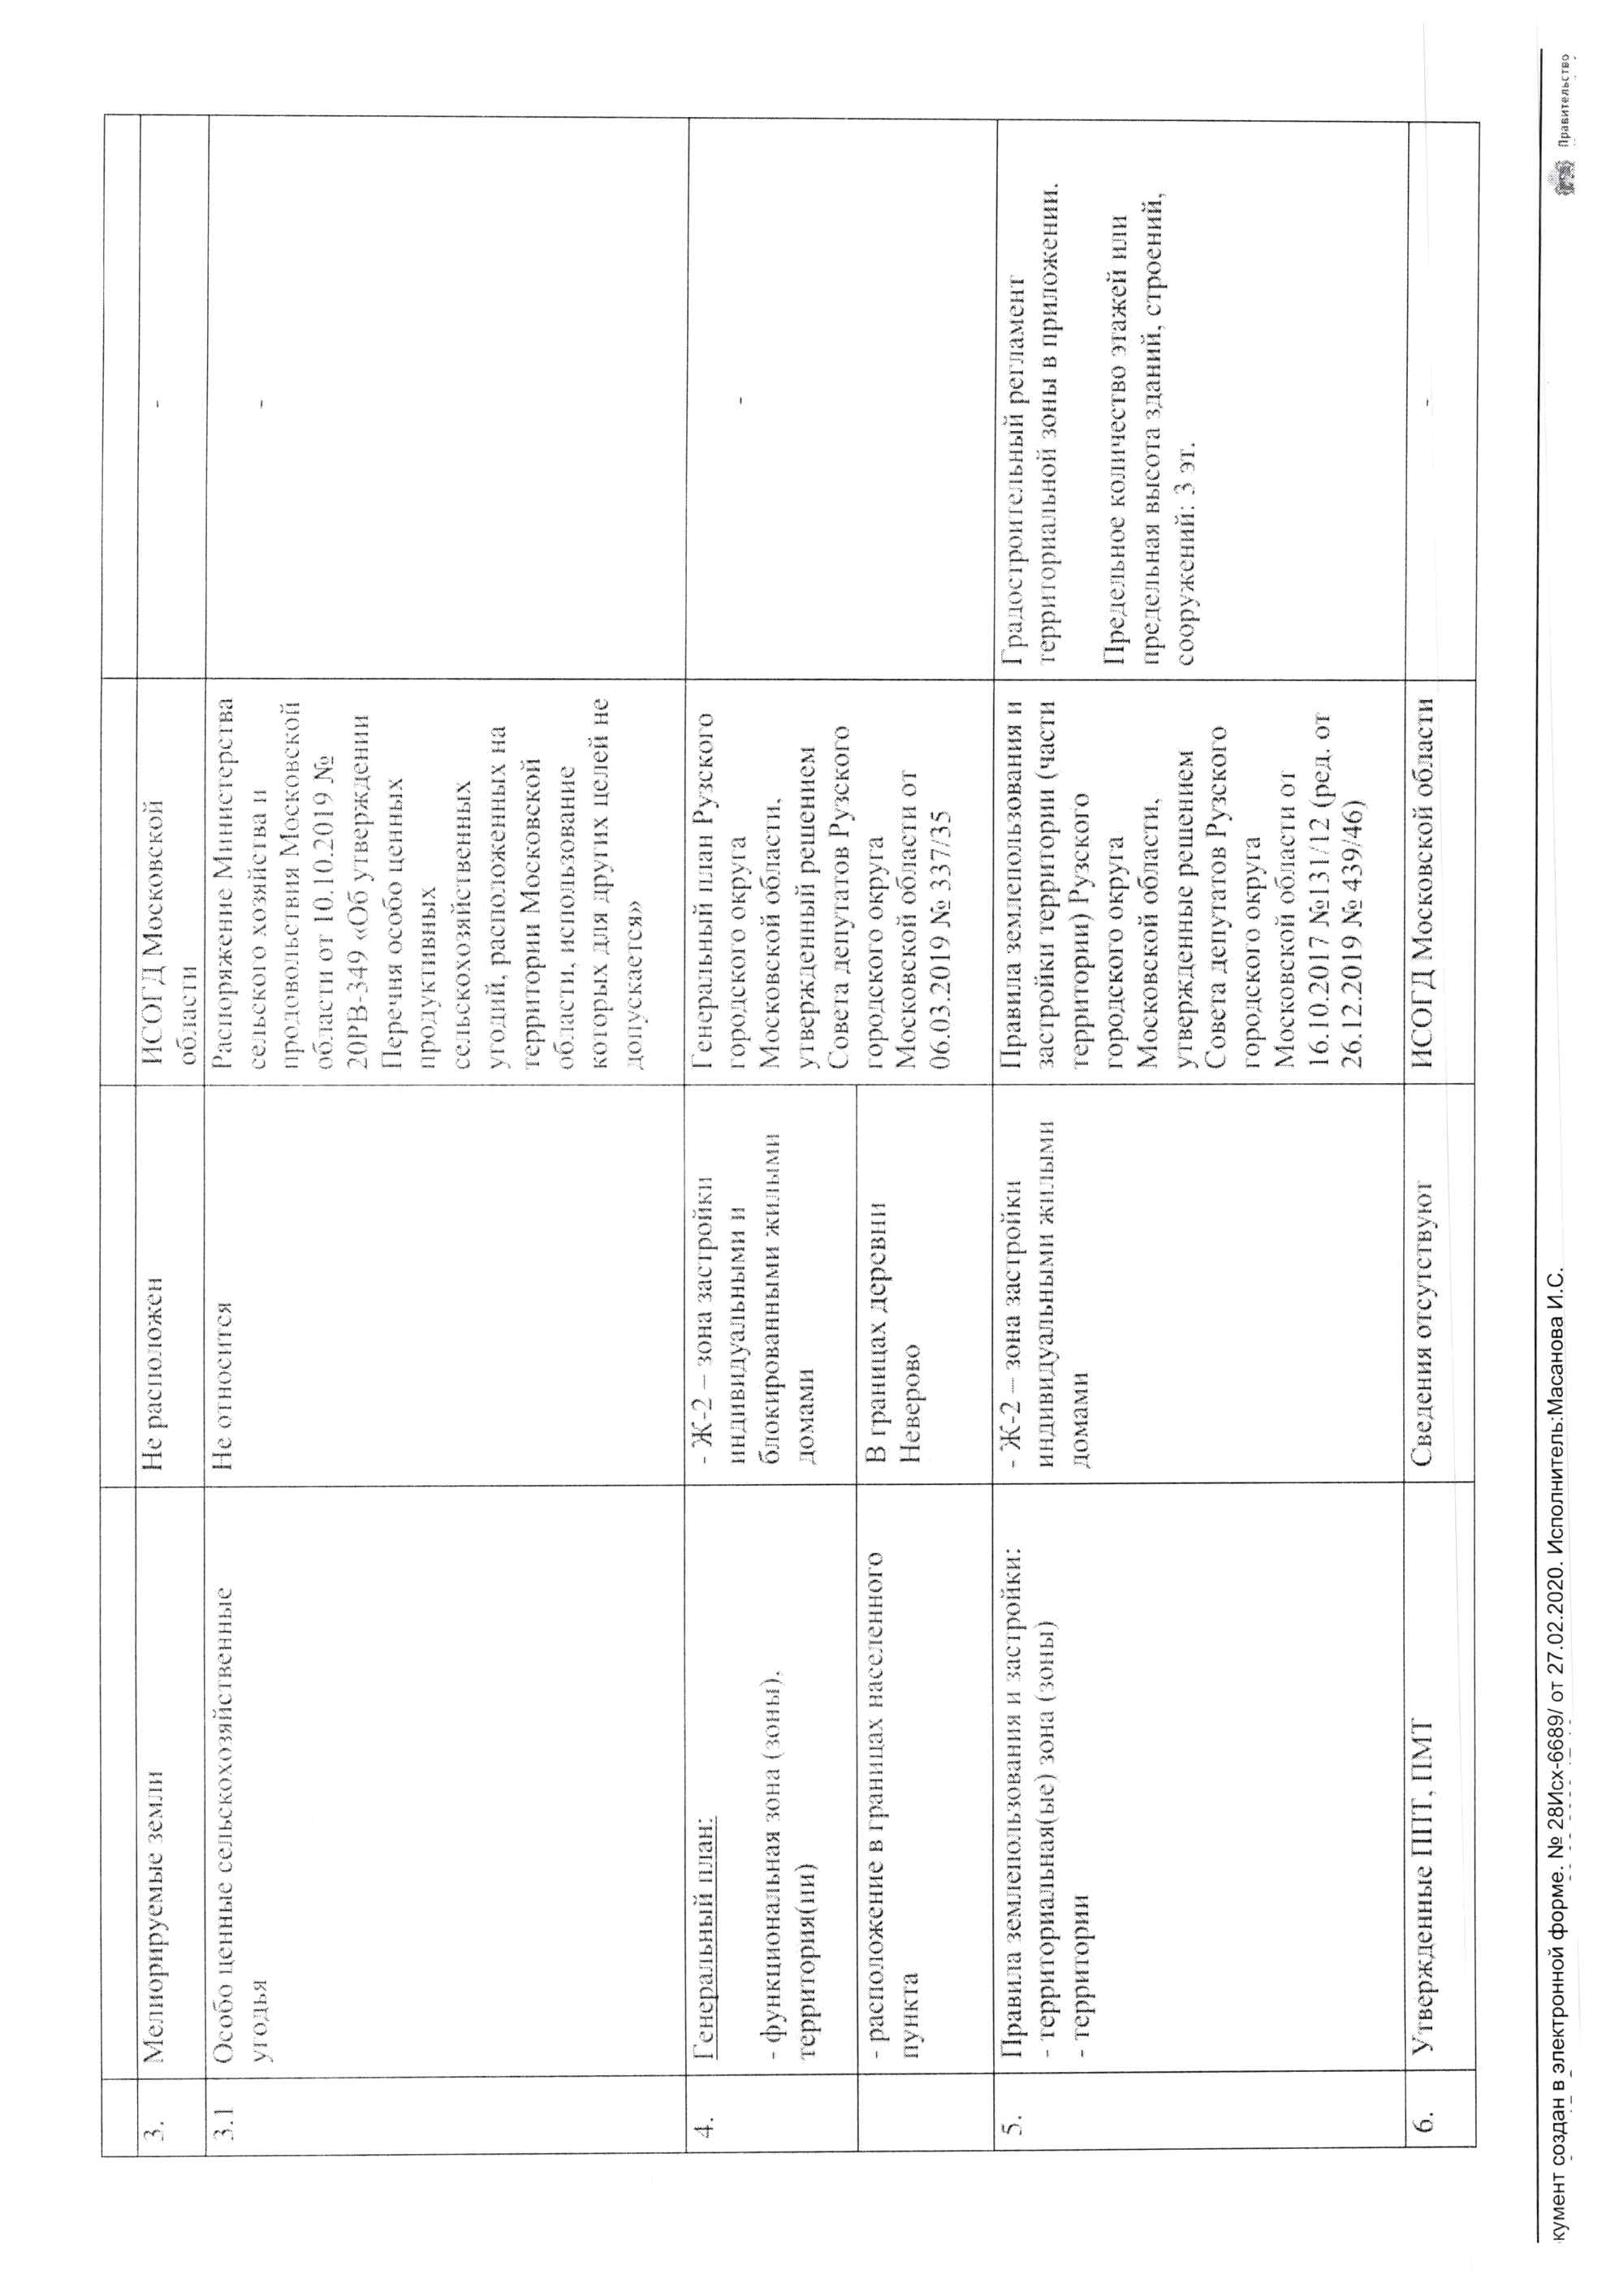 3.
Мелиорируемые земли
Не расположен
ИСОГД Московской
области
-
3.1
Особо ценные сельскохозяйственные
угодья
Не относится
Распоряжение Министерства
сельского хозяйства и
продовольствия Московской
области от 10.10.2019 №
20РВ-349 «Об утверждении
Перечня особо ценных
продуктивных
сельскохозяйственных
угодий, расположенных на
территории Московской
области, использование
которых для других целей не
допускается»
-
4.
Генеральный план:
- функциональная зона (зоны),
территория(ии)
- Ж-2 – зона застройки
индивидуальными и
блокированными жилыми
домами
Генеральный план Рузского
городского округа
Московской области,
утвержденный решением
Совета депутатов Рузского
городского округа
Московской области от
06.03.2019 № 337/35
-
- расположение в границах населенного
пункта
В границах деревни
Неверово
5.
Правила землепользования и застройки:
- территориальная(ые) зона (зоны)
- территории
- Ж-2 – зона застройки
индивидуальными жилыми
домами
Правила землепользования и
застройки территории (части
территории) Рузского
городского округа
Московской области,
утвержденные решением
Совета депутатов Рузского
городского округа
Московской области от
16.10.2017 №131/12 (ред. от
26.12.2019 № 439/46)
Градостроительный регламент
территориальной зоны в приложении.
Предельное количество этажей или
предельная высота зданий, строений,
сооружений: 3 эт.
6.
Утвержденные ППТ, ПМТ
Сведения отсутствуют
ИСОГД Московской области
-
кумент создан в электронной форме. № 28Исх-6689/ от 27.02.2020. Исполнитель:Масанова И.С.
Правительство